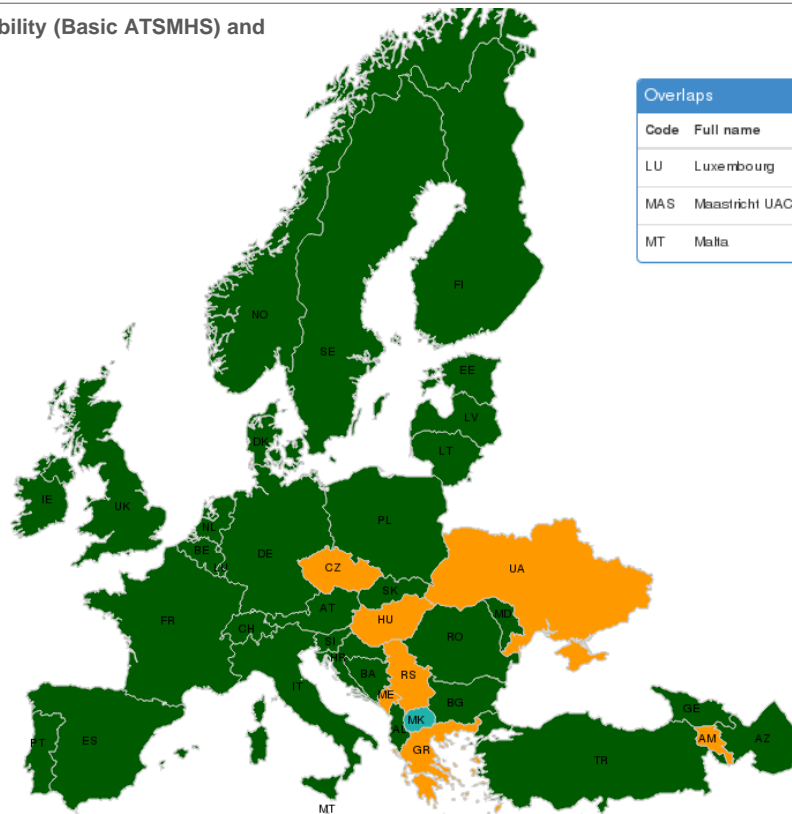 bility (Basic ATSMHS) and
Overlaps
Code Full name
LU Luxembourg
MAS Maastricht UAC
MT Malta
FI
NO
SE
EE
LV
LT
DK
IE
UK
NL
BE
LU
DE
PL
CZ
UA
SK
AT
HU
MD
FR
CH
SI
HR
RO
BA
RS
IT
ME
BG
MK
AL
GR
PT
ES
TR
GE
AM
AZ
MT